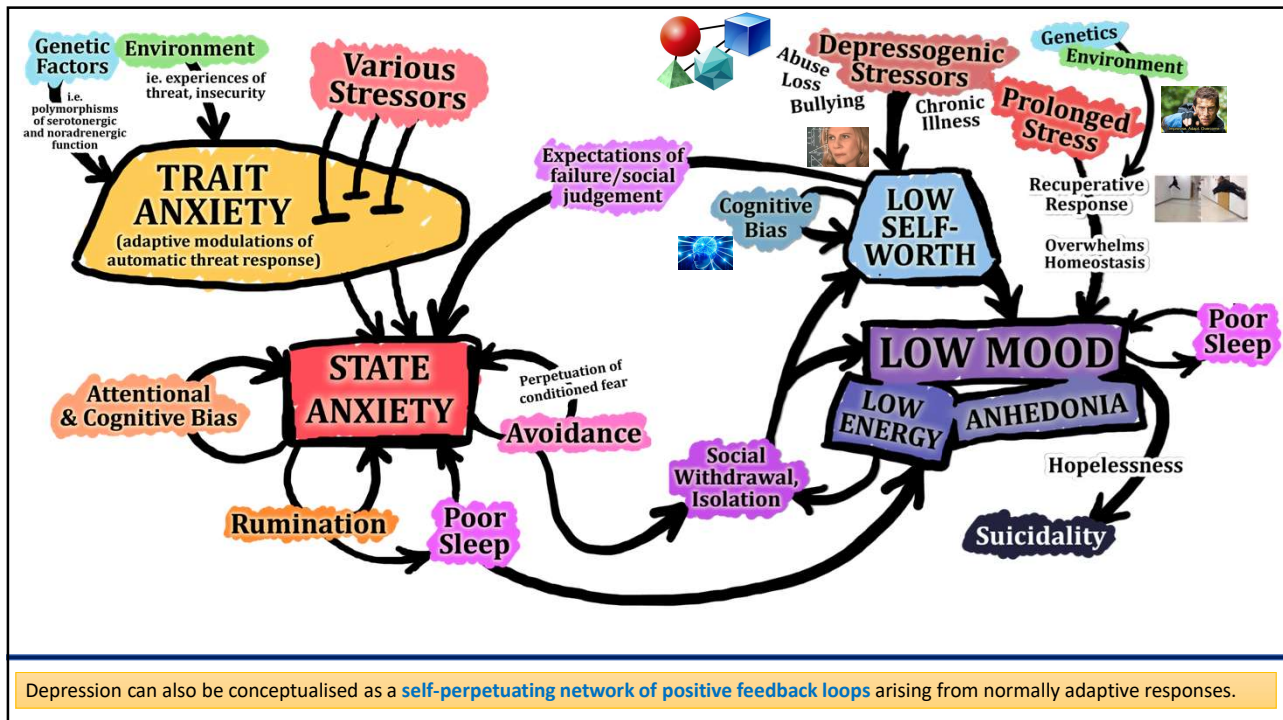 Genetic
Factors
i.e.
polymorphisms
of serotonergic
and noradrenergic
function
Environment
ie. experiences of
threat, insecurity
Various
Stressors
TRAIT
ANXIETY
(adaptive modulations of
automatic threat response)
Expectations of
failure/social
judgement
Depressogenic
Stressors
Abuse
Loss
Bullying
Chronic
Illness
Cognitive
Bias
LOW
SELF-
WORTH
Genetics
Environment
Prolonged
Stress
Recuperative
Response
Overwhelms
Homeostasis
STATE
ANXIETY
Attentional
& Cognitive Bias
Perpetuation of
conditioned fear
Avoidance
Rumination
Poor
Sleep
Social
Withdrawal,
Isolation
LOW MOOD
LOW
ENERGY
ANHEDONIA
Poor
Sleep
Hopelessness
Suicidality
Depression can also be conceptualised as a self-perpetuating network of positive feedback loops arising from normally adaptive responses.